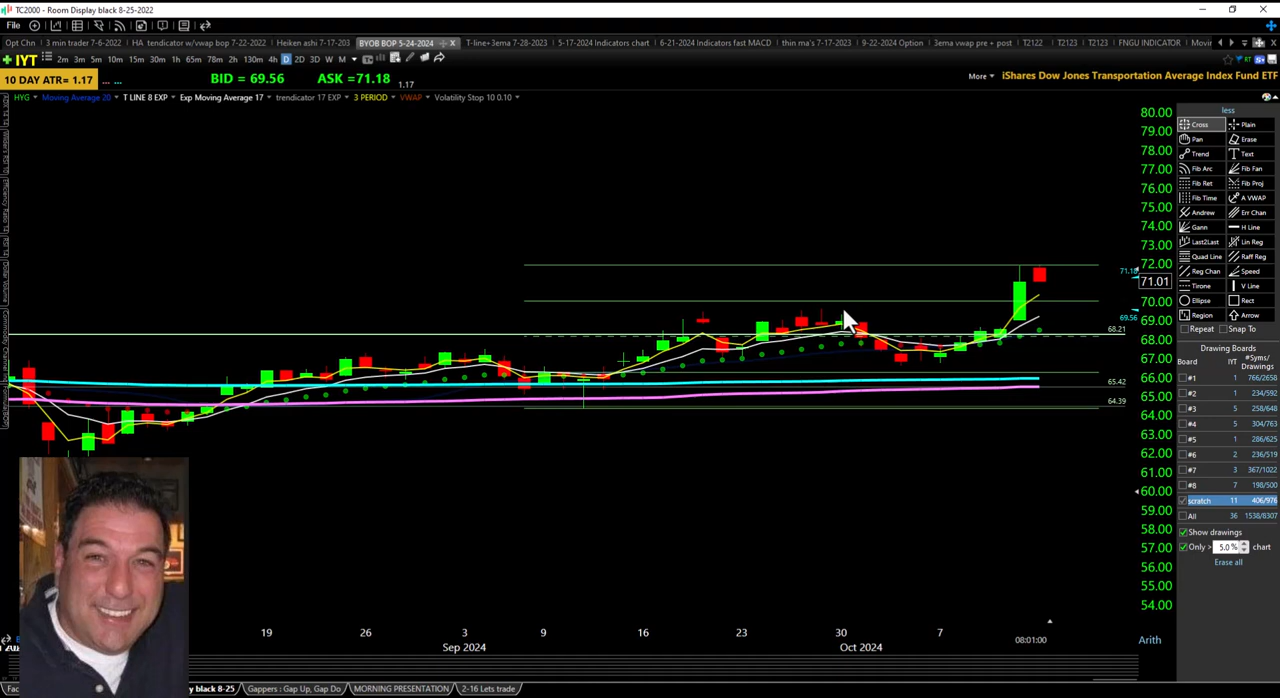 TC2000 - Room Display black 8-25-2022
File
Opt Chn 3 min trader 7-6-2022 HA tendicator w/vwap bop 7-22-2022 Heiken ashi 7-17-203 BYOB BOP 5-24-2024 T-line+3ema 7-28-2023 5-17-2024 Indicators chart 6-21-2024 Indicators fast MACD thin ma's 7-17-2023 9-22-2024 Option 3ema vwap pre + post T2122 T2123 T2123 FNGU INDICATOR
IYT 2m 3m 5m 10m 15m 30m 1h 65m 78m 2h 130m 4h D 2D 3D W M
10 DAY ATR= 1.17 ... ... BID = 69.56 ASK =71.18 1.17 More iShares Dow Jones Transportation Average Index Fund ETF
HYG Moving Average 20 T LINE 8 EXP Exp Moving Average 17 trendicator 17 EXP 3 PERIOD VWAP Volatility Stop 10 0.10
80.00
79.00
78.00
77.00
76.00
75.00
74.00
73.00
72.00
71.18
71.01
70.00
69.56
69.00
68.21
68.00
67.00
66.00
65.42
65.00
64.39
64.00
63.00
62.00
61.00
60.00
59.00
58.00
57.00
56.00
55.00
54.00
19 26 3 9 16 23 30 7 08:01:00
Sep 2024 Oct 2024 Arith
less
Cross Plain
Pan Erase
Trend Text
Fib Arc Fib Fan
Fib Ret Fib Proj
Fib Time A VWAP
Andrew Err Chan
Gann H Line
Last2Last Lin Reg
Quad Line Raff Reg
Reg Chan Speed
Tirone V Line
Ellipse Rect
Region Arrow
Repeat Snap To
Drawing Boards
Board IYT #Syms/ Drawings
#1 1 766/2658
#2 1 234/592
#3 5 258/648
#4 5 304/763
#5 1 286/625
#6 2 236/519
#7 3 367/1022
#8 7 198/500
scratch 11 406/976
All 36 1538/8307
Show drawings
Only > 5.0 % chart
Erase all
black 8-25 Gappers : Gap Up, Gap Do MORNING PRESENTATION 2-16 Lets trade